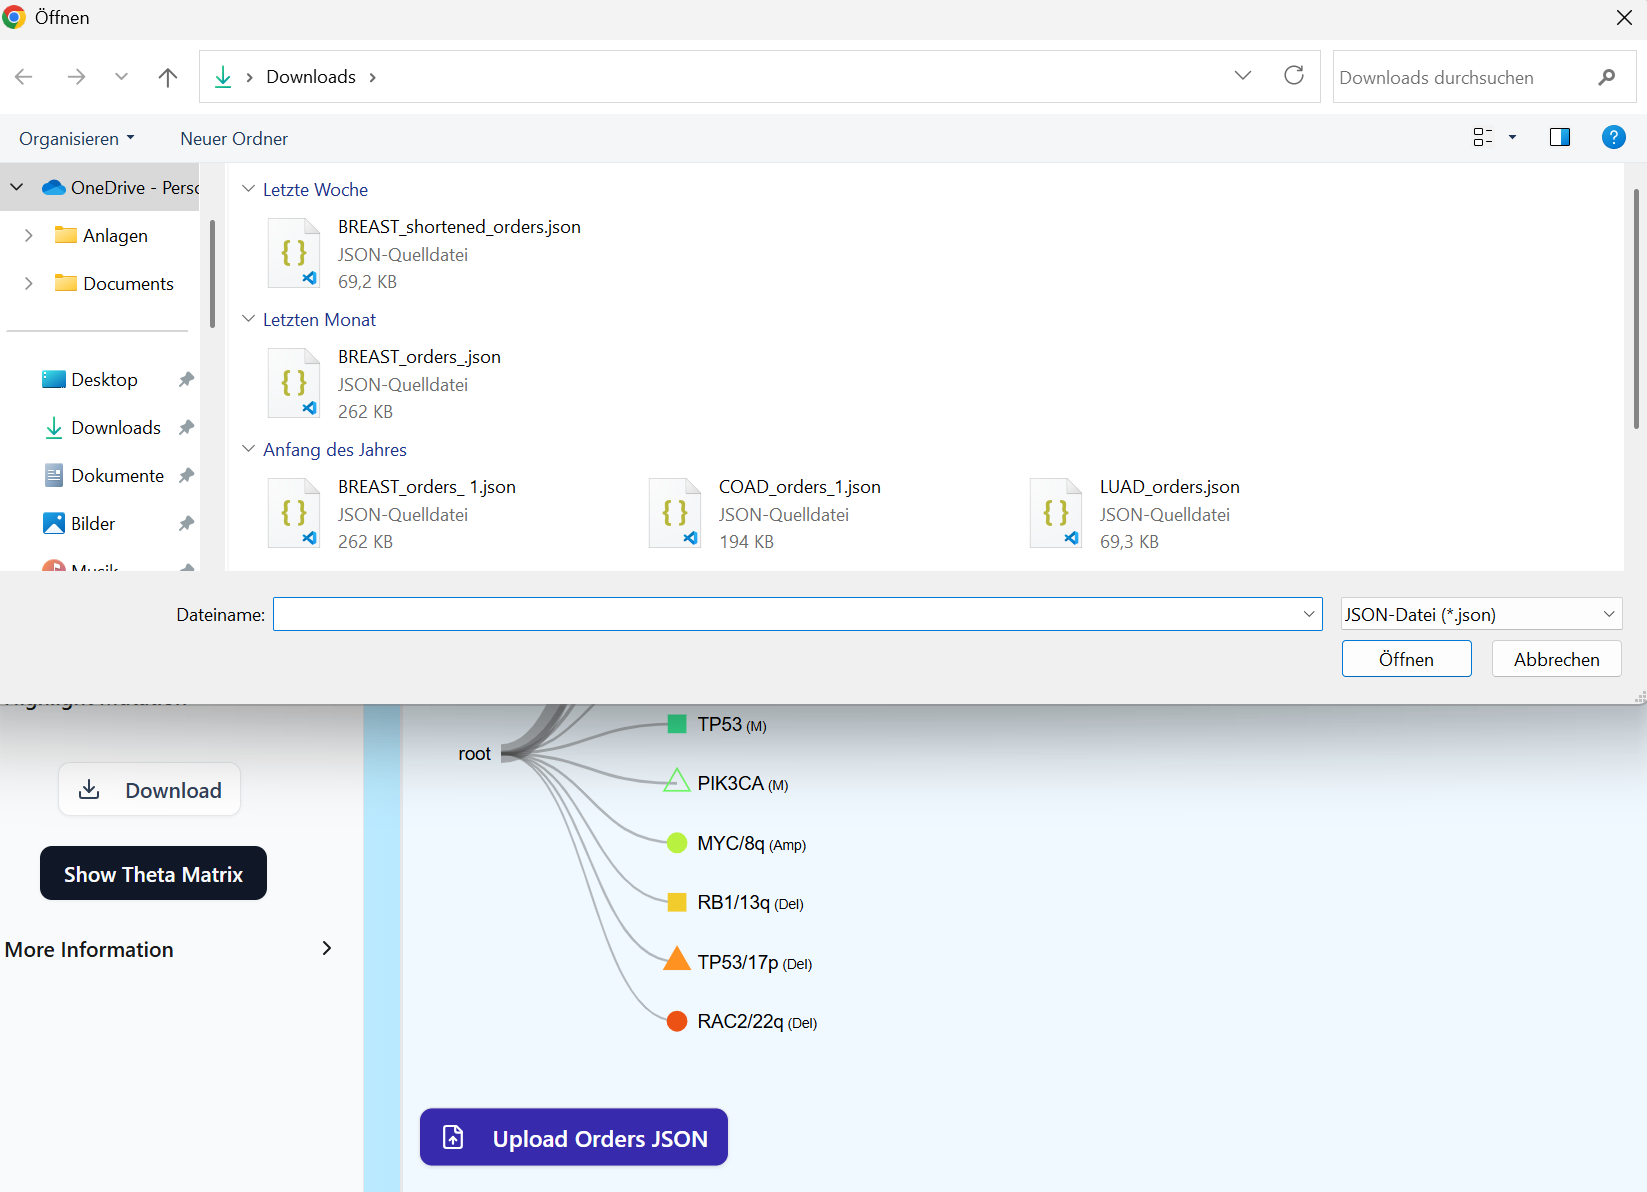 Öffnen
Downloads
Downloads durchsuchen
Organisieren
Neuer Ordner
OneDrive - Perso
Anlagen
Documents
Desktop
Downloads
Dokumente
Bilder
Musik
Letzte Woche
BREAST_shortened_orders.json
JSON-Quelldatei
69,2 KB
Letzten Monat
BREAST_orders_.json
JSON-Quelldatei
262 KB
Anfang des Jahres
BREAST_orders_ 1.json
JSON-Quelldatei
262 KB
COAD_orders_1.json
JSON-Quelldatei
194 KB
LUAD_orders.json
JSON-Quelldatei
69,3 KB
Dateiname:
JSON-Datei (*.json)
Öffnen
Abbrechen
Download
Show Theta Matrix
More Information
root
TP53 (M)
PIK3CA (M)
MYC/8q (Amp)
RB1/13q (Del)
TP53/17p (Del)
RAC2/22q (Del)
Upload Orders JSON